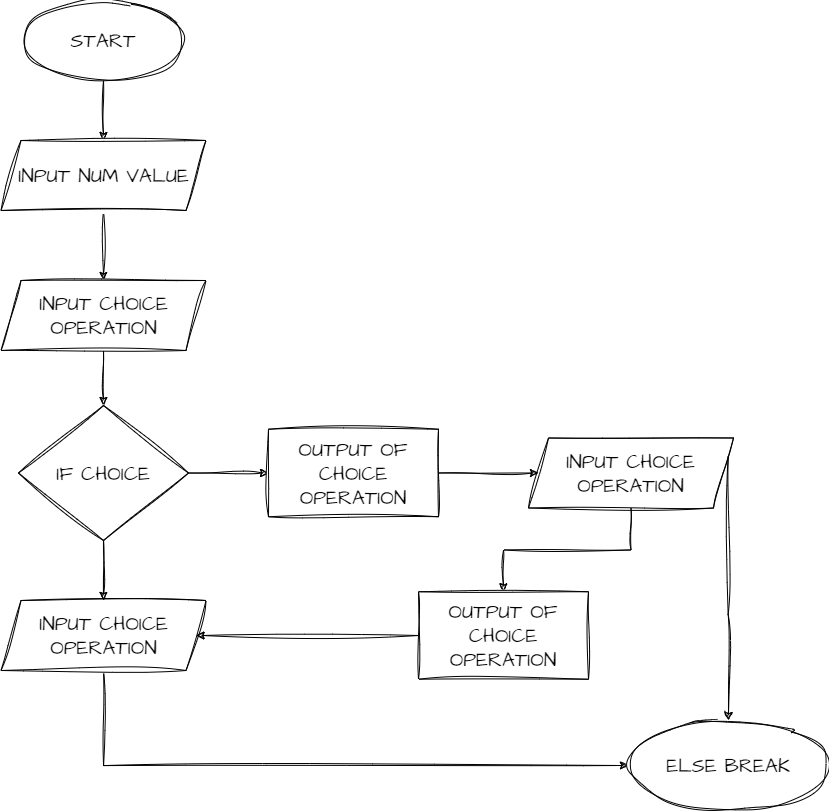 START
INPUT NUM VALUE
INPUT CHOICE
OPERATION
IF CHOICE
OUTPUT OF
CHOICE
OPERATION
INPUT CHOICE
OPERATION
OUTPUT OF
CHOICE
OPERATION
INPUT CHOICE
OPERATION
ELSE BREAK